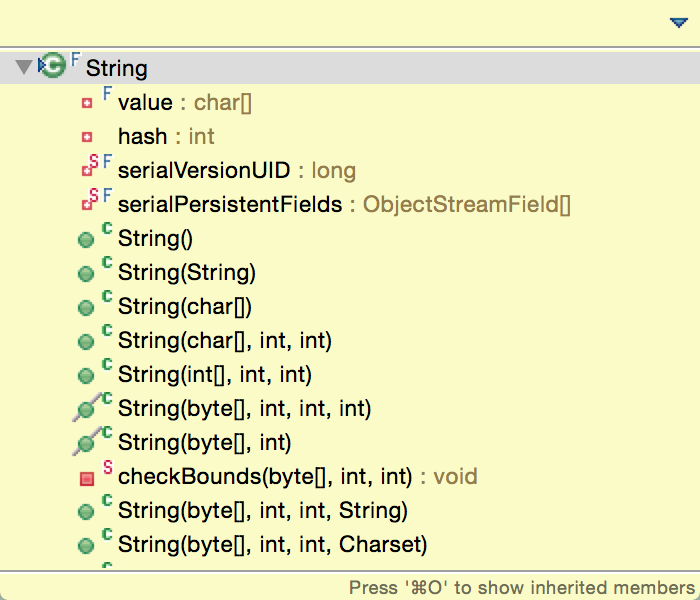 F String
F value : char[]
hash : int
S F serialVersionUID : long
S F serialPersistentFields : ObjectStreamField[]
C String()
C String(String)
C String(char[])
C String(char[], int, int)
C String(int[], int, int)
C String(byte[], int, int, int)
C String(byte[], int)
S checkBounds(byte[], int, int) : void
C String(byte[], int, int, String)
C String(byte[], int, int, Charset)
Press '⌘O' to show inherited members